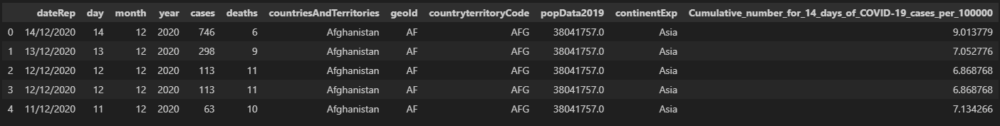 dateRep day month year cases deaths countriesAndTerritories geoId countryterritoryCode popData2019 continentExp Cumulative_number_for_14_days_of_COVID-19_cases_per_100000
0 14/12/2020 14 12 2020 746 6 Afghanistan AF AFG 38041757.0 Asia 9.013779
1 13/12/2020 13 12 2020 298 9 Afghanistan AF AFG 38041757.0 Asia 7.052776
2 12/12/2020 12 12 2020 113 11 Afghanistan AF AFG 38041757.0 Asia 6.868768
3 12/12/2020 12 12 2020 113 11 Afghanistan AF AFG 38041757.0 Asia 6.868768
4 11/12/2020 11 12 2020 63 10 Afghanistan AF AFG 38041757.0 Asia 7.134266